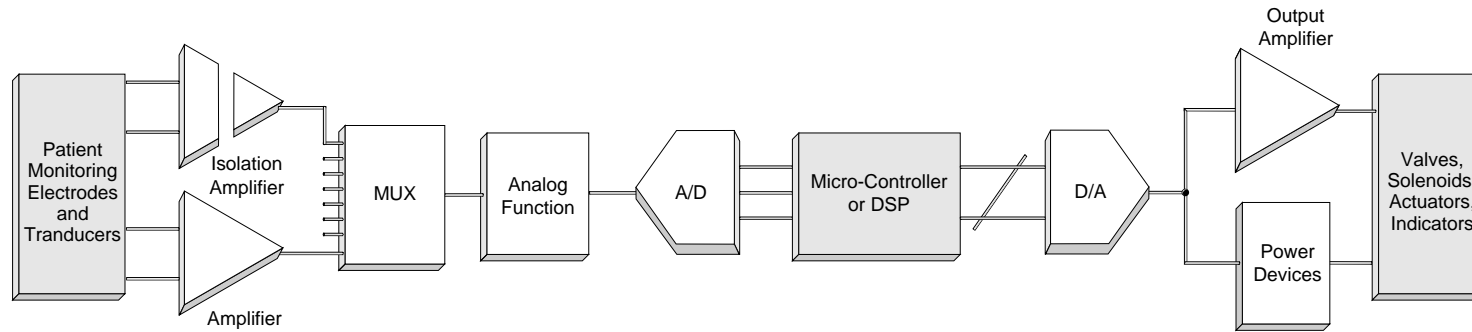 Patient
Monitoring
Electrodes
and
Tranducers
Isolation
Amplifier
Amplifier
MUX
Analog
Function
A/D
Micro-Controller
or DSP
D/A
Output
Amplifier
Power
Devices
Valves,
Solenoids,
Actuators,
Indicators